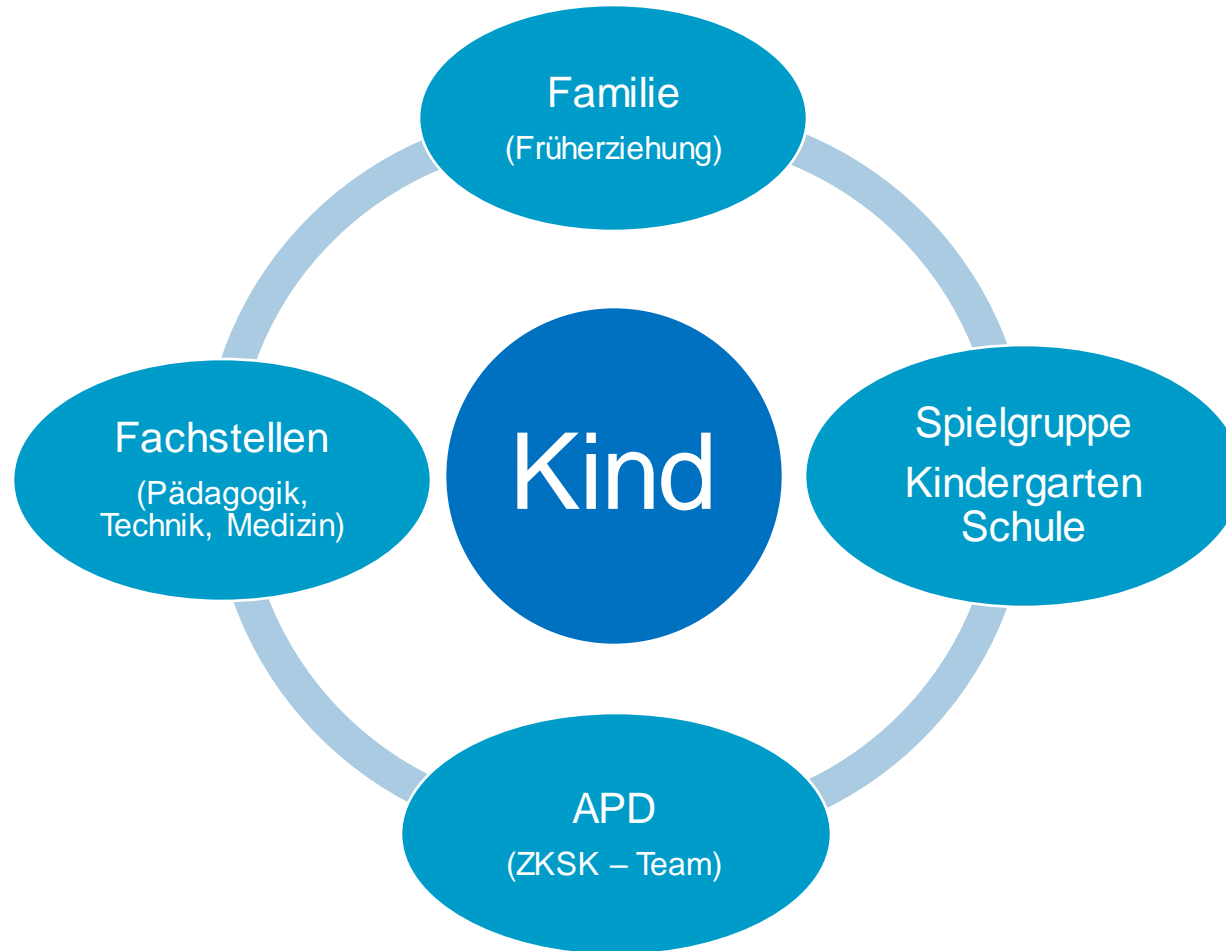 Familie
(Früherziehung)
Fachstellen
(Pädagogik,
Technik, Medizin)
Kind
Spielgruppe
Kindergarten
Schule
APD
(ZKSK – Team)